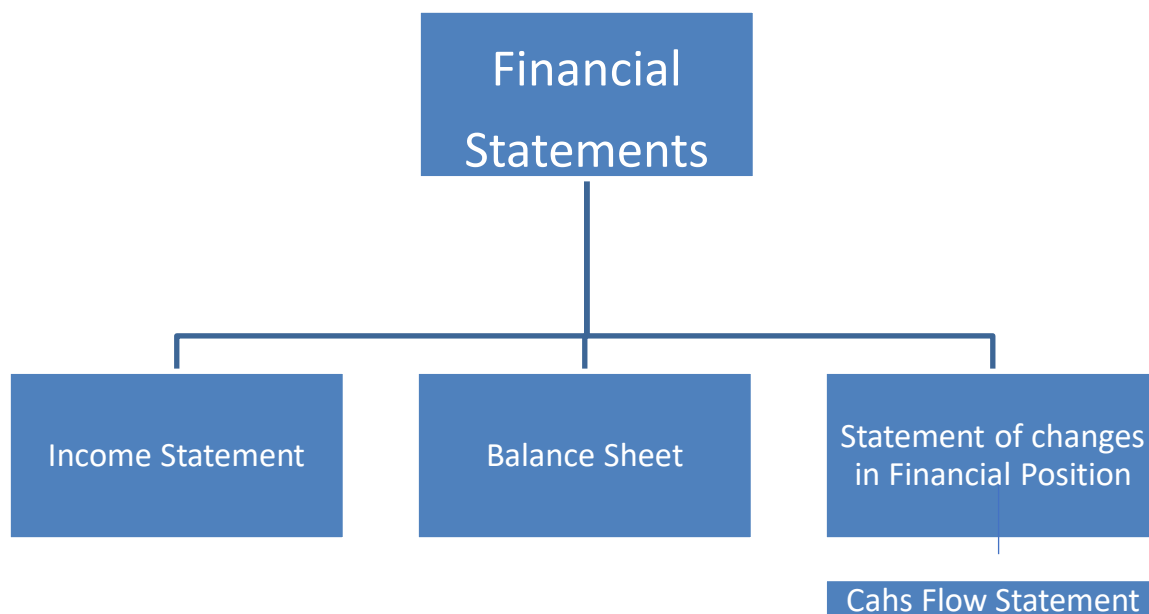 Financial
Statements
Income Statement
Balance Sheet
Statement of changes
in Financial Position
Cahs Flow Statement